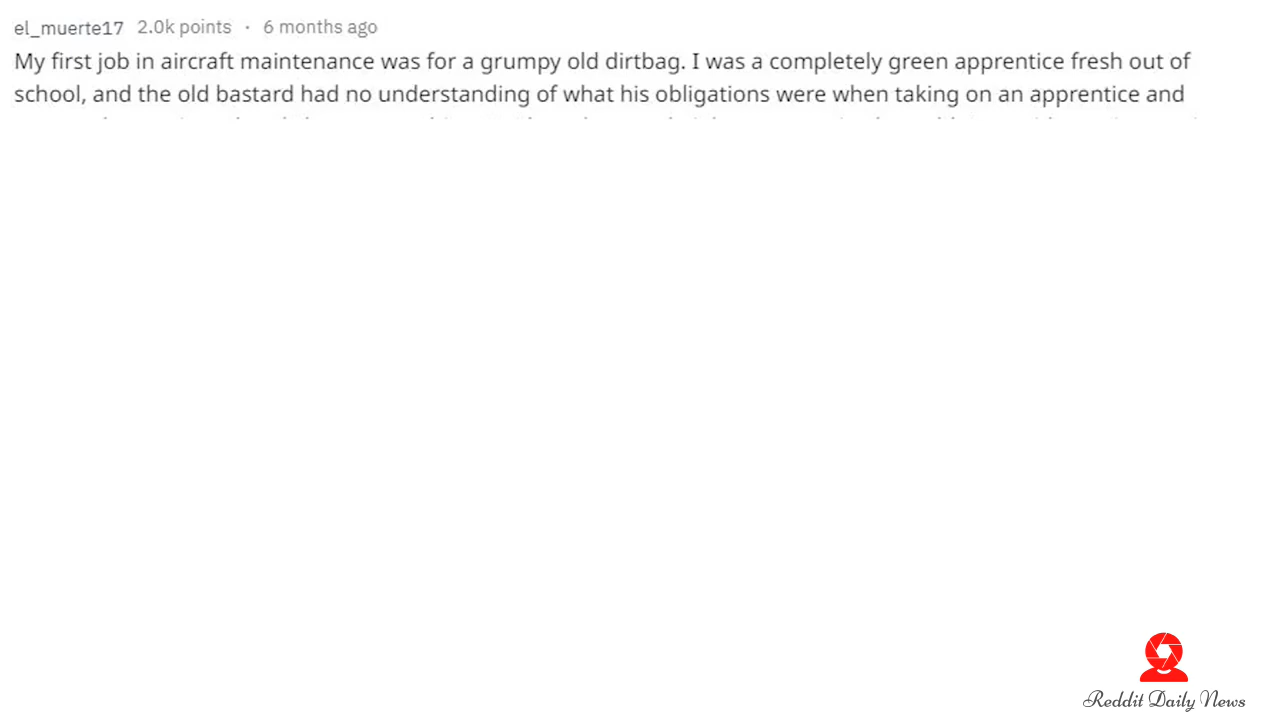 el_muerte17 2.0k points · 6 months ago
My first job in aircraft maintenance was for a grumpy old dirtbag. I was a completely green apprentice fresh out of
school, and the old bastard had no understanding of what his obligations were when taking on an apprentice and
Reddit Daily News